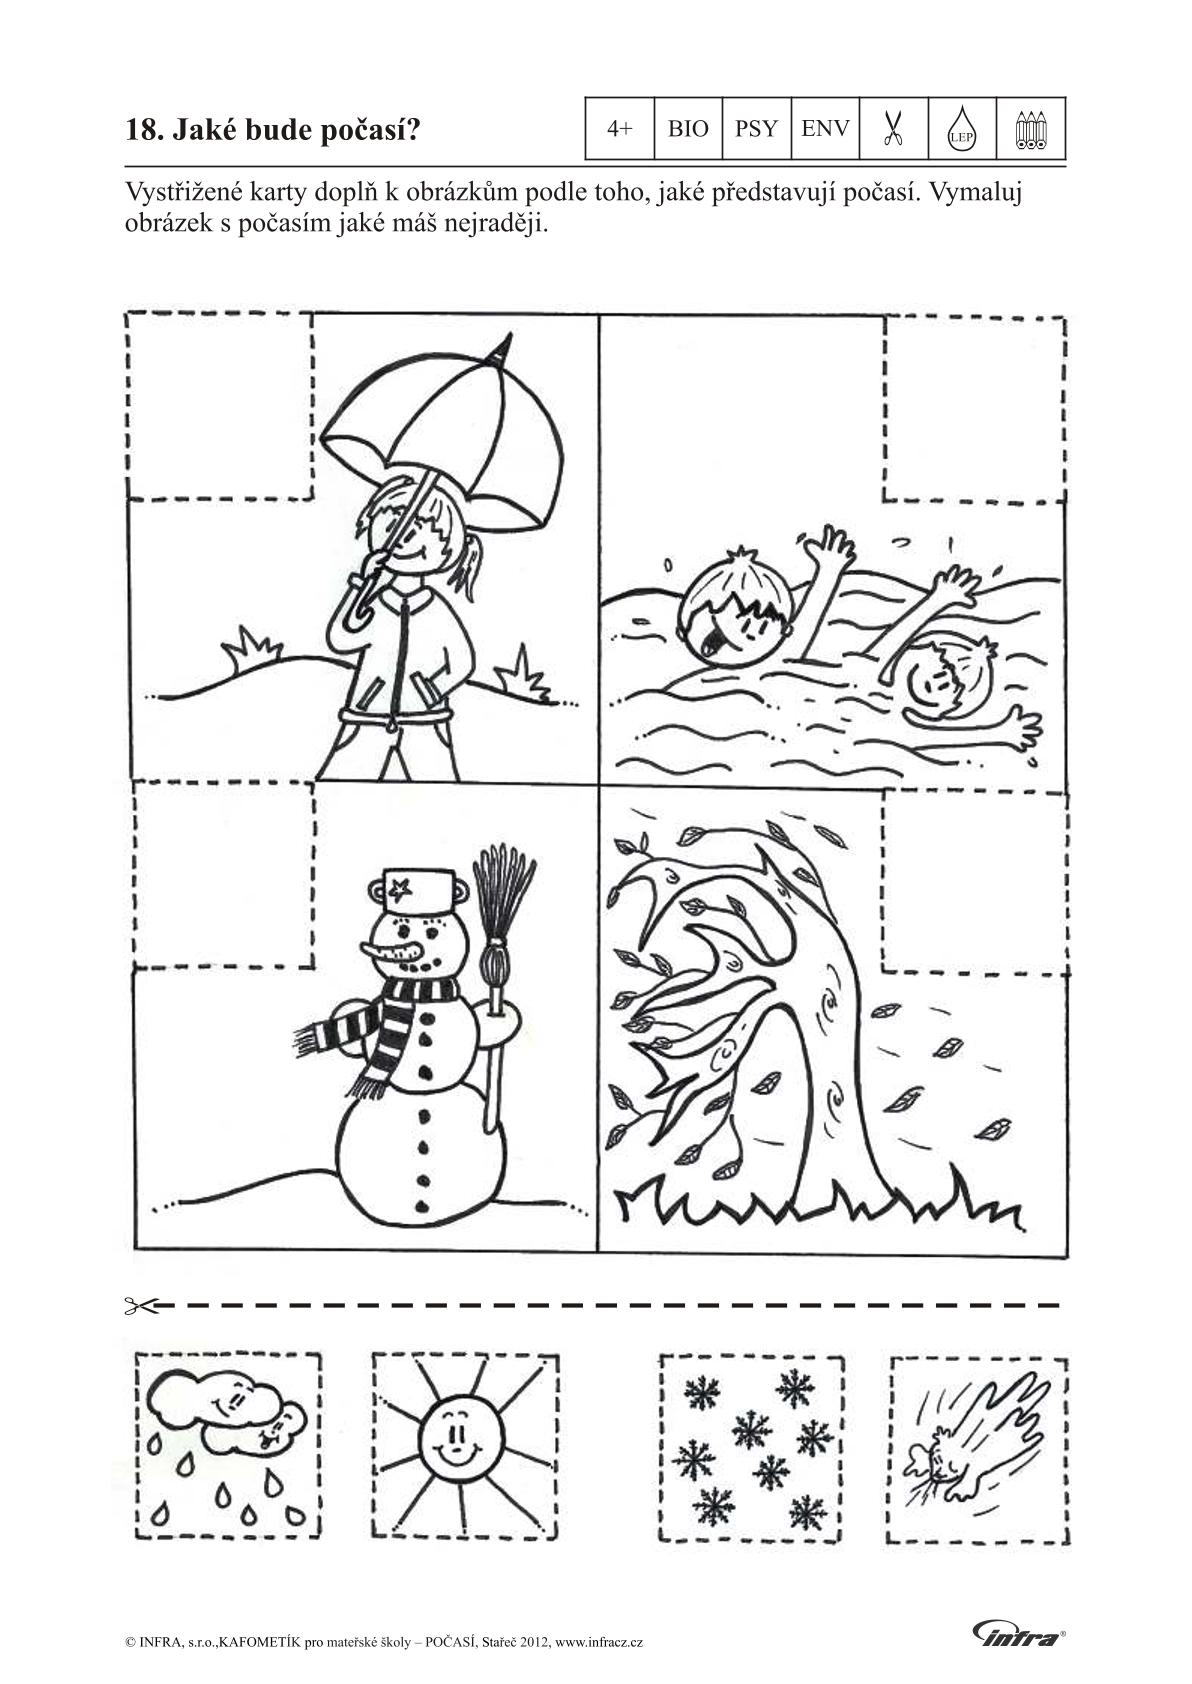 18. Jaké bude počasí?
4+ BIO PSY ENV LEP
Vystřižené karty doplň k obrázkům podle toho, jaké představují počasí. Vymaluj
obrázek s počasím jaké máš nejraději.
© INFRA, s.r.o.,KAFOMETÍK pro mateřské školy – POČASÍ, Stařeč 2012, www.infracz.cz
infra®